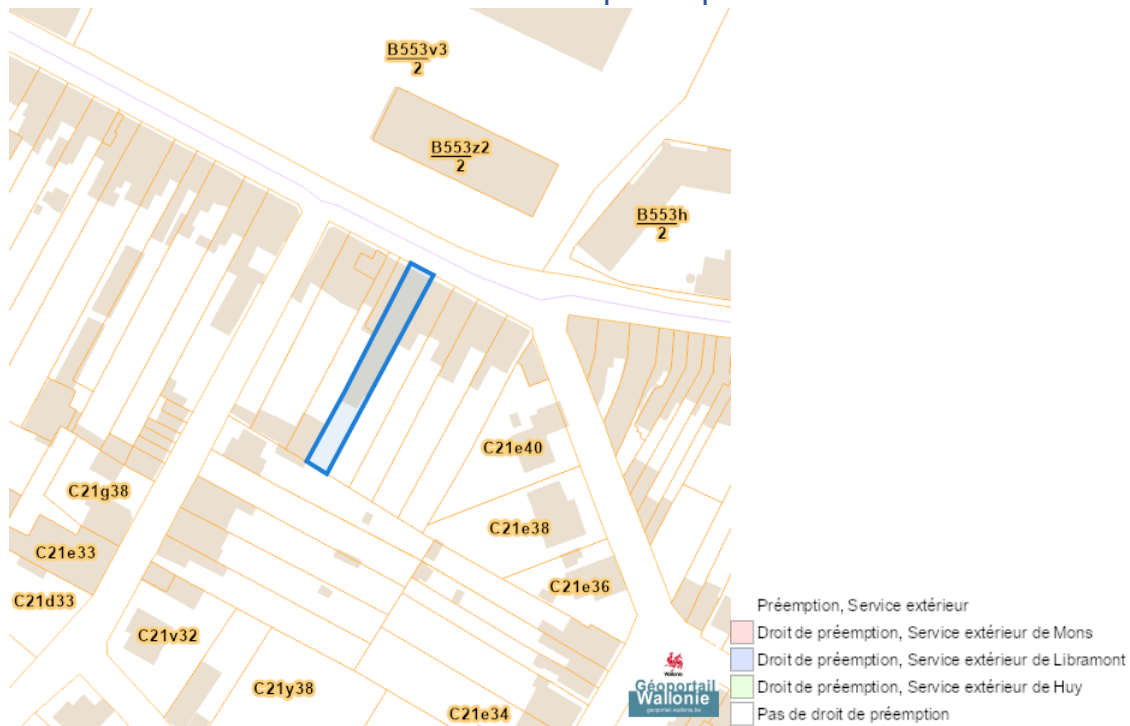 B553v3
2
B553z2
2
B553h
2
C21e40
C21g38
C21e38
C21e33
C21e36
C21d33
C21v32
C21y38
C21e34
Wallonie
Géoportail
Wallonie
geoportail.wallonie.be
Préemption, Service extérieur
Droit de préemption, Service extérieur de Mons
Droit de préemption, Service extérieur de Libramont
Droit de préemption, Service extérieur de Huy
Pas de droit de préemption